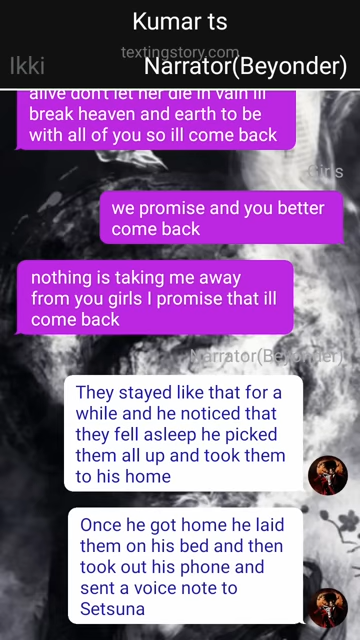 Kumar ts
textingstory.com
Ikki
Narrator(Beyonder)
alive don't let her die in vain ill
break heaven and earth to be
with all of you so ill come back
Girls
we promise and you better
come back
nothing is taking me away
from you girls I promise that ill
come back
Narrator(Beyonder)
They stayed like that for a
while and he noticed that
they fell asleep he picked
them all up and took them
to his home
Once he got home he laid
them on his bed and then
took out his phone and
sent a voice note to
Setsuna